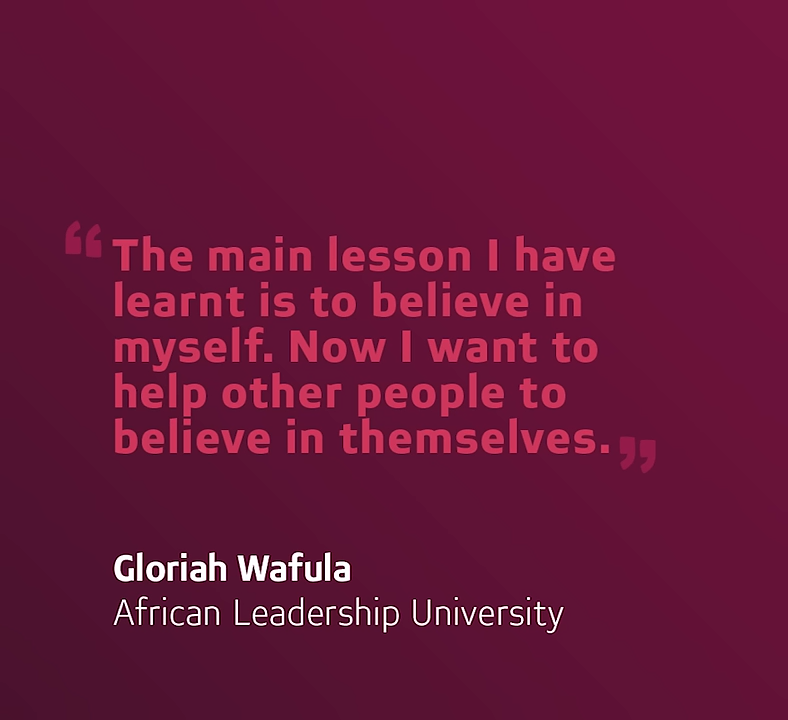 “The main lesson I have
learnt is to believe in
myself. Now I want to
help other people to
believe in themselves.”
Gloriah Wafula
African Leadership University